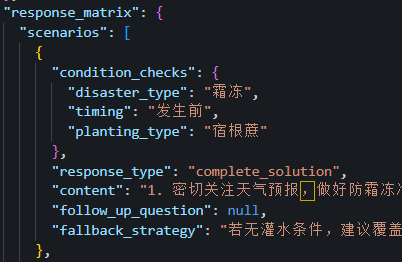 "response_matrix": {
"scenarios": [
{
"condition_checks": {
"disaster_type": "霜冻",
"timing": "发生前",
"planting_type": "宿根蔗"
},
"response_type": "complete_solution",
"content": "1. 密切关注天气预报，做好防霜冻
"follow_up_question": null,
"fallback_strategy": "若无灌水条件，建议覆盖
},